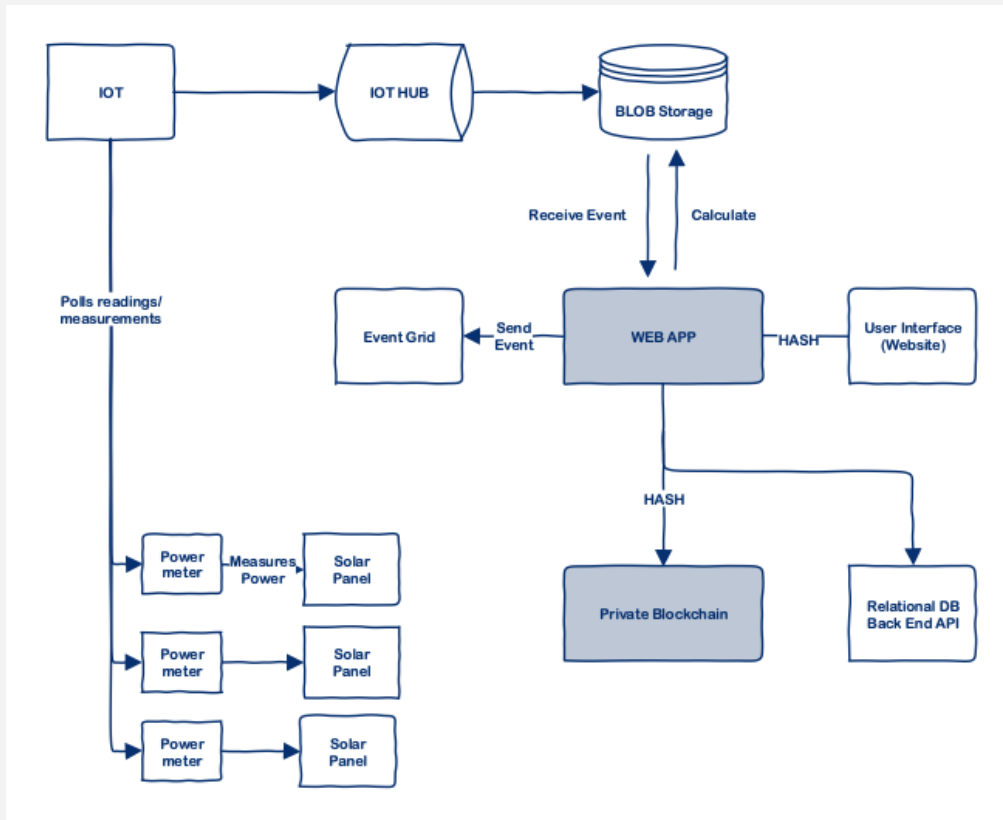 IOT
IOT HUB
BLOB Storage
Receive Event
Calculate
Polls readings/
measurements
Event Grid
Send
Event
WEB APP
HASH
User Interface
(Website)
HASH
Power
meter
Measures
Power
Solar
Panel
Private Blockchain
Relational DB
Back End API
Power
meter
Solar
Panel
Power
meter
Solar
Panel